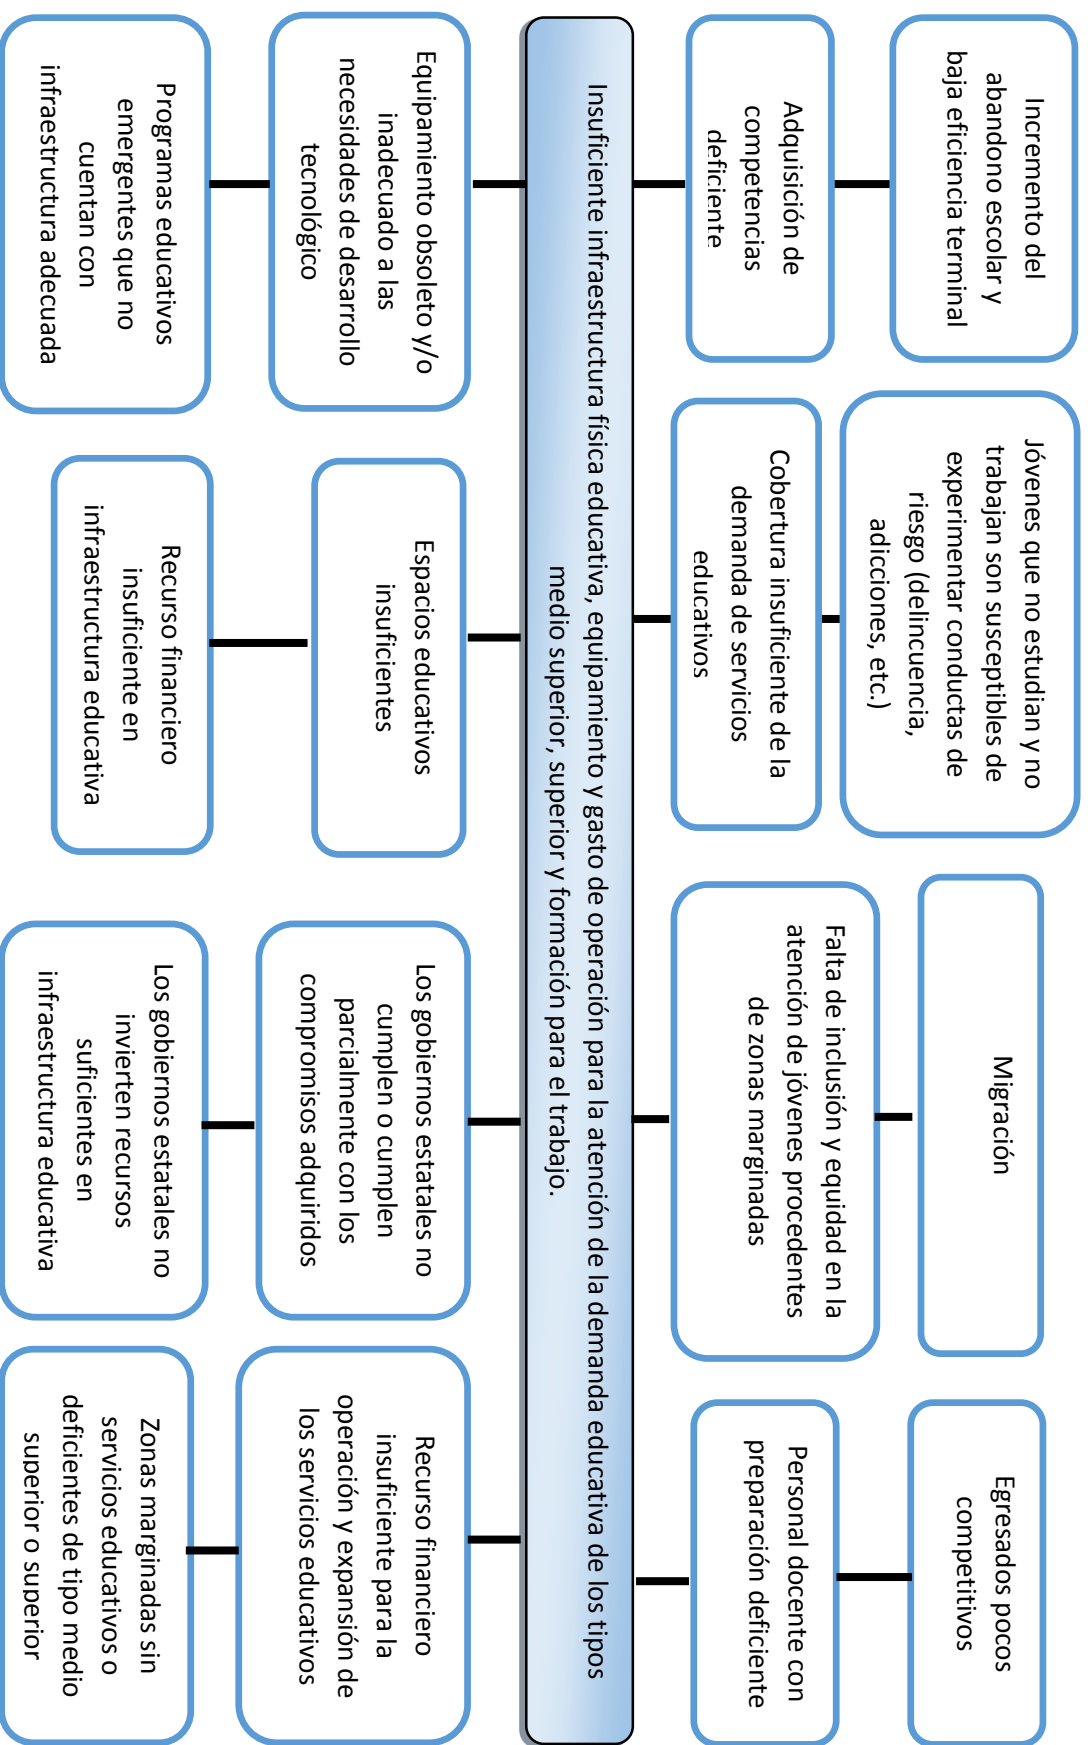 Incremento del
abandono escolar y
baja eficiencia terminal
Jóvenes que no estudian y no
trabajan son susceptibles de
experimentar conductas de
riesgo (delincuencia,
adicciones, etc.)
Migración
Egresados pocos
competitivos
Adquisición de
competencias
deficiente
Cobertura insuficiente de la
demanda de servicios
educativos
Falta de inclusión y equidad en la
atención de jóvenes procedentes
de zonas marginadas
Personal docente con
preparación deficiente
Insuficiente infraestructura física educativa, equipamiento y gasto de operación para la atención de la demanda educativa de los tipos
medio superior, superior y formación para el trabajo.
Equipamiento obsoleto y/o
inadecuado a las
necesidades de desarrollo
tecnológico
Espacios educativos
insuficientes
Los gobiernos estatales no
cumplen o cumplen
parcialmente con los
compromisos adquiridos
Recurso financiero
insuficiente para la
operación y expansión de
los servicios educativos
Programas educativos
emergentes que no
cuentan con
infraestructura adecuada
Recurso financiero
insuficiente en
infraestructura educativa
Los gobiernos estatales no
invierten recursos
suficientes en
infraestructura educativa
Zonas marginadas sin
servicios educativos o
deficientes de tipo medio
superior o superior